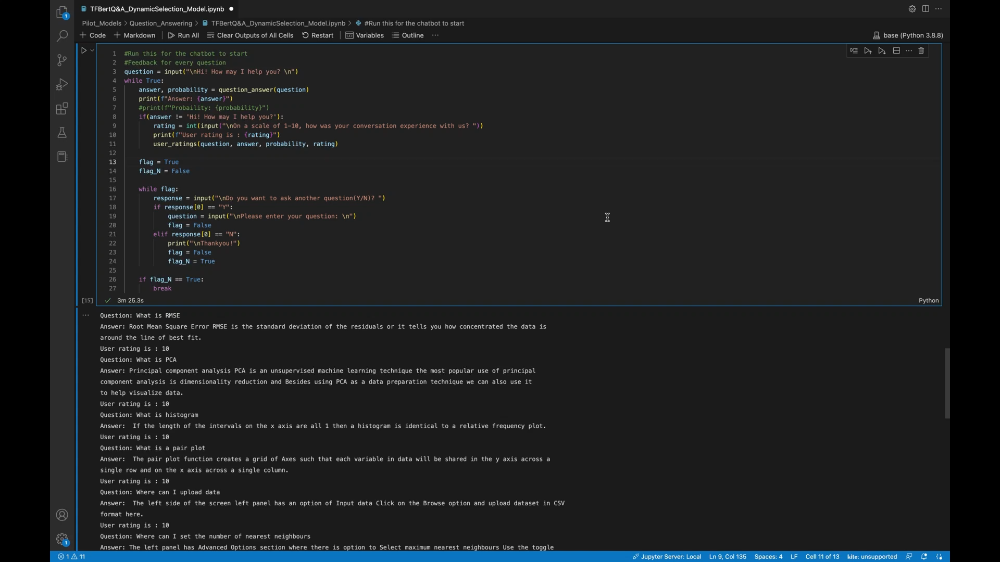 TFBertQ&A_DynamicSelection_Model.ipynb
Pilot_Models > Question_Answering > TFBertQ&A_DynamicSelection_Model.ipynb > #Run this for the chatbot to start
+ Code + Markdown Run All Clear Outputs of All Cells Restart Variables Outline ... base (Python 3.8.8)
1 #Run this for the chatbot to start
2 #Feedback for every question
3 question = input("\nHi! How may I help you? \n")
4 while True:
5 answer, probability = question_answer(question)
6 print(f"Answer: {answer}")
7 #print(f"Probaility: {probability}")
8 if(answer != 'Hi! How may I help you?'):
9 rating = int(input("\nOn a scale of 1-10, how was your conversation experience with us? "))
10 print(f"User rating is : {rating}")
11 user_ratings(question, answer, probability, rating)
12
13 flag = True
14 flag_N = False
15
16 while flag:
17 response = input("\nDo you want to ask another question(Y/N)? ")
18 if response[0] == "Y":
19 question = input("\nPlease enter your question: \n")
20 flag = False
21 elif response[0] == "N":
22 print("\nThankyou!")
23 flag = False
24 flag_N = True
25
26 if flag_N == True:
27 break
[15] 3m 25.3s Python
... Question: What is RMSE
Answer: Root Mean Square Error RMSE is the standard deviation of the residuals or it tells you how concentrated the data is
around the line of best fit.
User rating is : 10
Question: What is PCA
Answer: Principal component analysis PCA is an unsupervised machine learning technique the most popular use of principal
component analysis is dimensionality reduction and Besides using PCA as a data preparation technique we can also use it
to help visualize data.
User rating is : 10
Question: What is histogram
Answer:  If the length of the intervals on the x axis are all 1 then a histogram is identical to a relative frequency plot.
User rating is : 10
Question: What is a pair plot
Answer:  The pair plot function creates a grid of Axes such that each variable in data will be shared in the y axis across a
single row and on the x axis across a single column.
User rating is : 10
Question: Where can I upload data
Answer:  The left side of the screen left panel has an option of Input data Click on the Browse option and upload dataset in CSV
format here.
User rating is : 10
Question: Where can I set the number of nearest neighbours
Answer: The left panel has Advanced Options section where there is option to Select maximum nearest neighbours Use the toggle
1 11 Jupyter Server: Local Ln 9, Col 135 Spaces: 4 LF Cell 11 of 13 kite: unsupported